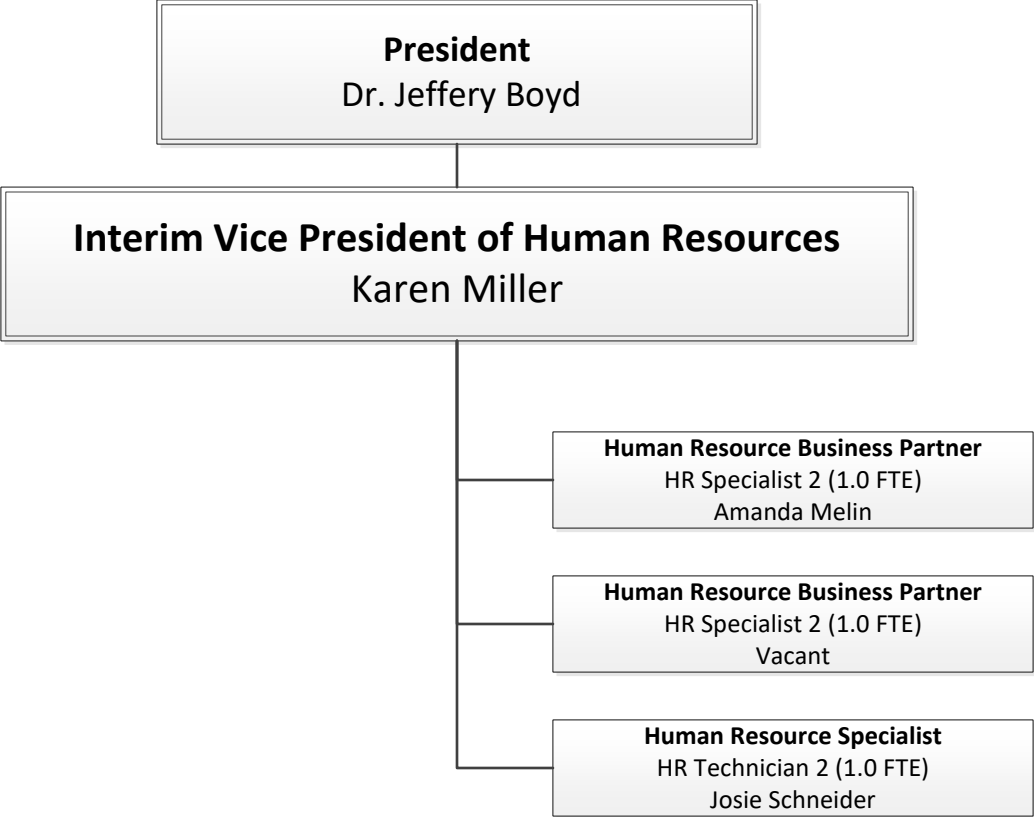 President
Dr. Jeffery Boyd
Interim Vice President of Human Resources
Karen Miller
Human Resource Business Partner
HR Specialist 2 (1.0 FTE)
Amanda Melin
Human Resource Business Partner
HR Specialist 2 (1.0 FTE)
Vacant
Human Resource Specialist
HR Technician 2 (1.0 FTE)
Josie Schneider